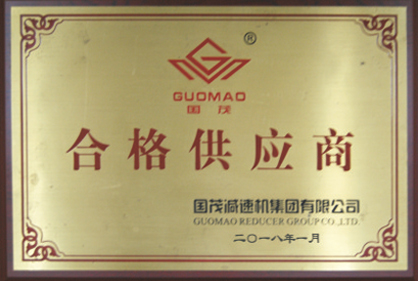 ®
GUOMAO
国茂
合格供应商
国茂减速机集团有限公司
GUOMAO REDUCER GROUP CO.,LTD.
二〇一八年一月